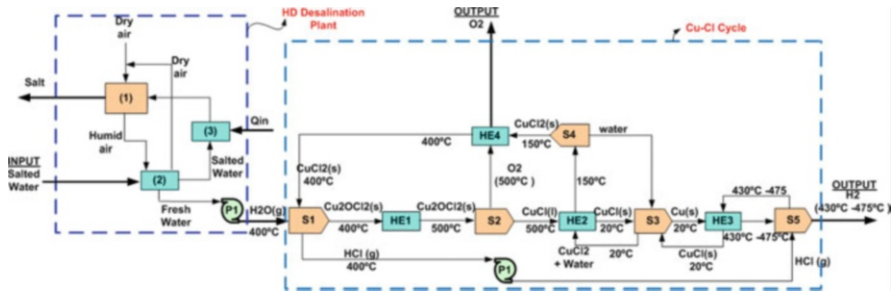 HD Desalination
Plant
OUTPUT
O2
Cu-Cl Cycle
Dry
air
Dry
air
Salt
(1)
Qin
(3)
Humid
air
INPUT
Salted
Water
(2)
Salted
Water
Fresh
Water
P1
H2O(g)
400ºC
CuCl2(s)
400ºC
400ºC
HE4
CuCl2(s)
150ºC
S4
water
O2
(500ºC )
150ºC
S1
Cu2OCl2(s)
400ºC
HE1
Cu2OCl2(s)
500ºC
S2
CuCl(l)
500ºC
HE2
CuCl(s)
20ºC
S3
Cu(s)
20ºC
HE3
430ºC -475
430ºC -475ºC
S5
OUTPUT
H2
(430ºC -475ºC)
20ºC
CuCl2
+ Water
CuCl(s)
20ºC
HCl (g)
400ºC
P1
HCl (g)